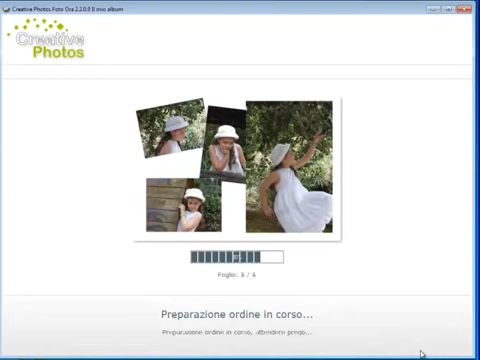 Creative Photos Foto Ora 2.2.0.0 Il mio album
Creative
Photos
Foglio: 6 / 6
Preparazione ordine in corso...
Preparazione ordine in corso, attendere prego...